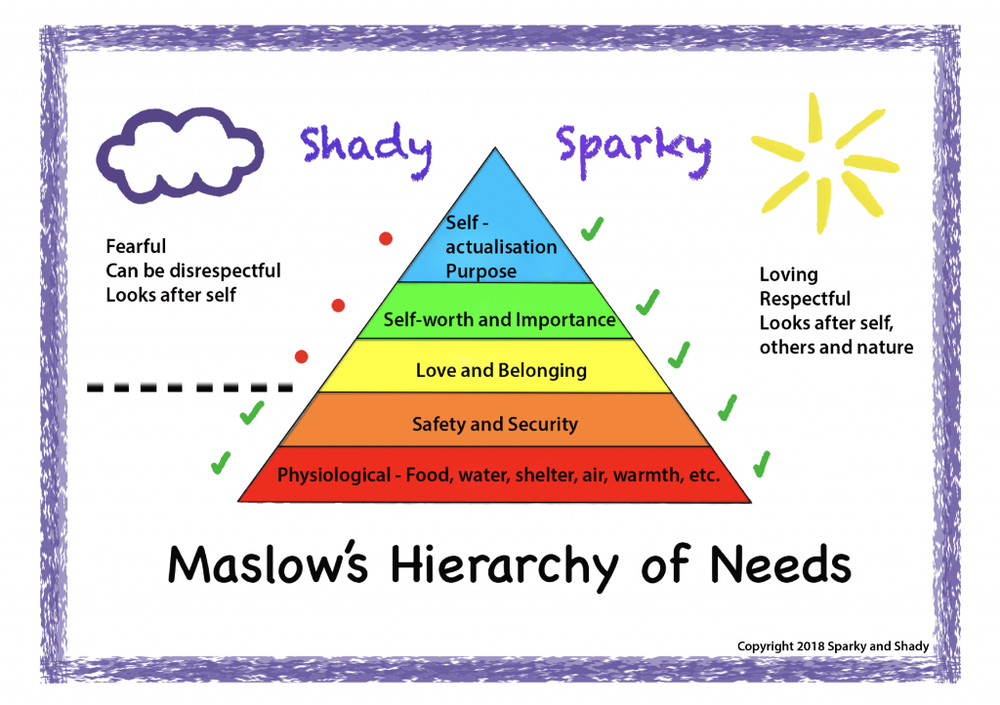 Shady
Sparky
Fearful
Can be disrespectful
Looks after self
Self -
actualisation
Purpose
Self-worth and Importance
Love and Belonging
Safety and Security
Physiological - Food, water, shelter, air, warmth, etc.
Loving
Respectful
Looks after self,
others and nature
Maslow's Hierarchy of Needs
Copyright 2018 Sparky and Shady